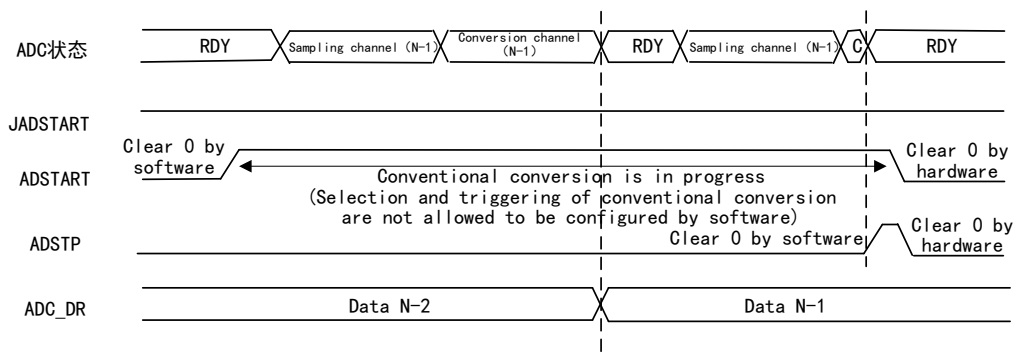 ADC状态
RDY
Sampling channel (N-1)
Conversion channel
(N-1)
RDY
Sampling channel (N-1)
C
RDY
JADSTART
Clear 0 by
software
Clear 0 by
hardware
ADSTART
Conventional conversion is in progress
(Selection and triggering of conventional conversion
are not allowed to be configured by software)
ADSTP
Clear 0 by software
Clear 0 by
hardware
ADC_DR
Data N-2
Data N-1